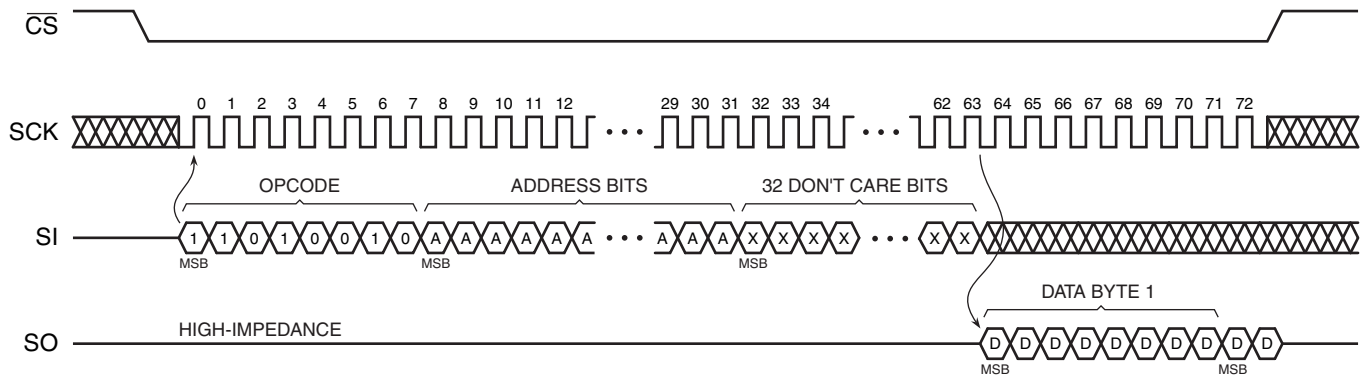 CS
0 1 2 3 4 5 6 7 8 9 10 11 12 29 30 31 32 33 34 62 63 64 65 66 67 68 69 70 71 72
SCK
OPCODE ADDRESS BITS 32 DON'T CARE BITS
SI 1 1 0 1 0 0 1 0 A A A A A A A A A X X X X X X
MSB MSB MSB
DATA BYTE 1
HIGH-IMPEDANCE
SO D D D D D D D D D D
MSB MSB